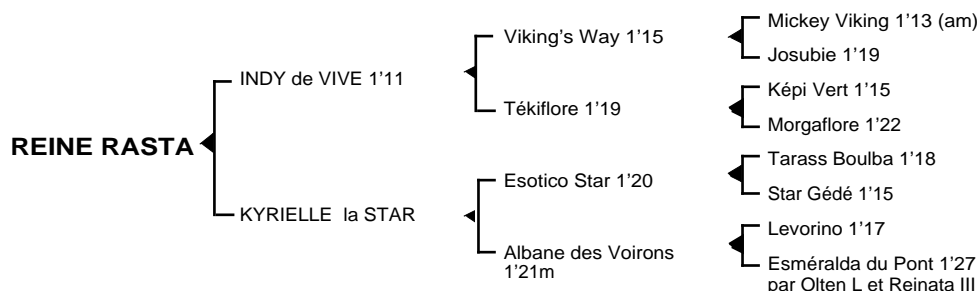 Mickey Viking 1’13 (am)
Viking’s Way 1’15
Josubie 1’19
INDY de VIVE 1’11
Képi Vert 1’15
Tékiflore 1’19
Morgaflore 1’22
REINE RASTA
Tarass Boulba 1’18
Esotico Star 1’20
Star Gédé 1’15
KYRIELLE la STAR
Levorino 1’17
Albane des Voirons
1’21m
Esméralda du Pont 1’27
par Olten L et Reinata III